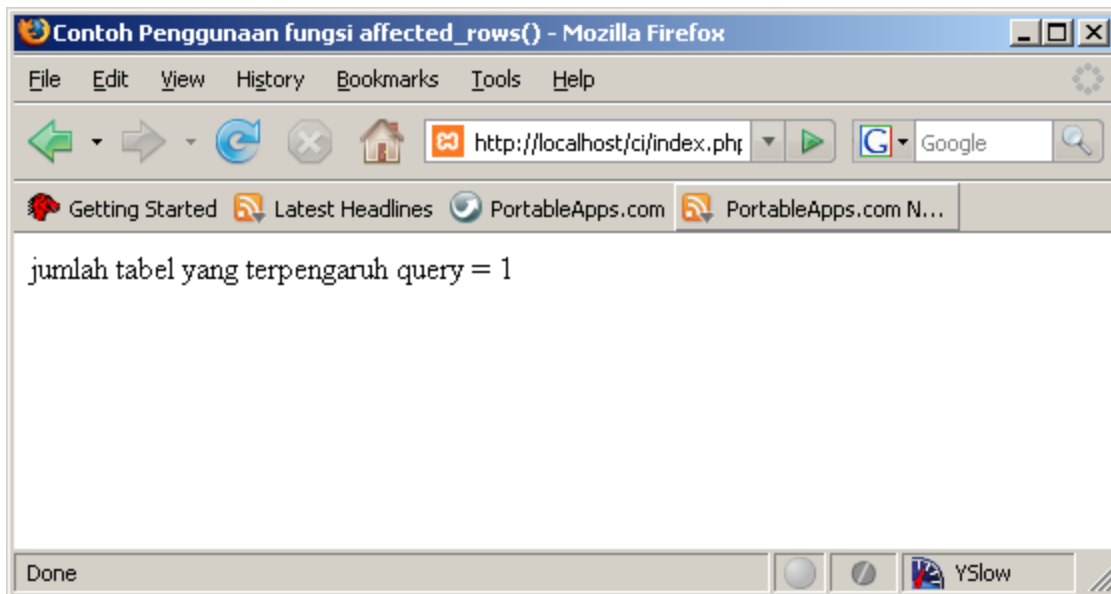 Contoh Penggunaan fungsi affected_rows() - Mozilla Firefox
File Edit View History Bookmarks Tools Help
http://localhost/ci/index.php G Google
Getting Started Latest Headlines PortableApps.com PortableApps.com N...
jumlah tabel yang terpengaruh query = 1
Done YSlow